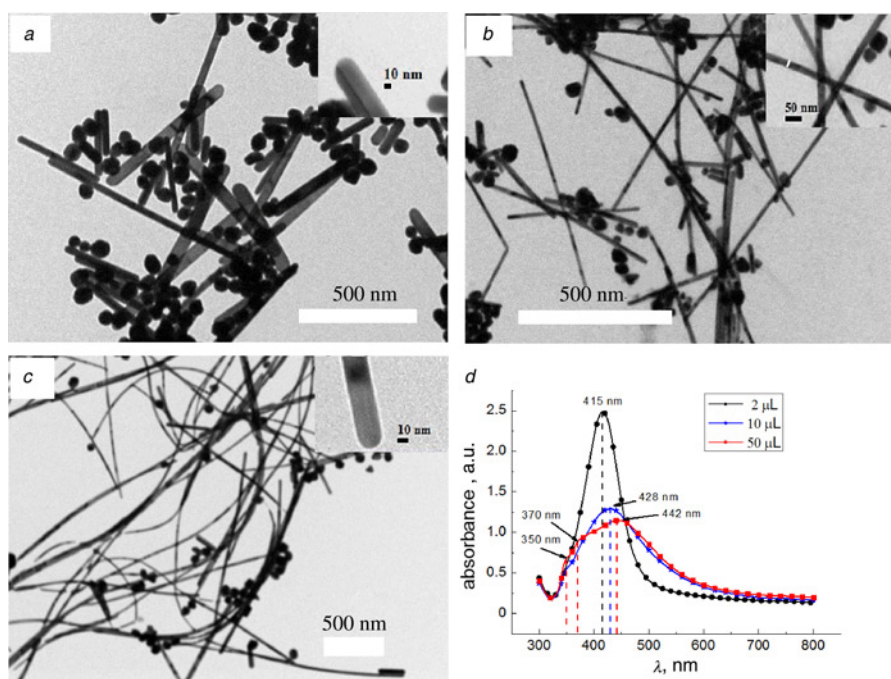 a
10 nm
500 nm
b
50 nm
500 nm
c
10 nm
500 nm
d
415 nm
2 μL
10 μL
50 μL
428 nm
442 nm
370 nm
350 nm
absorbance , a.u.
2.5
2.0
1.5
1.0
0.5
0
300 400 500 600 700 800
λ, nm